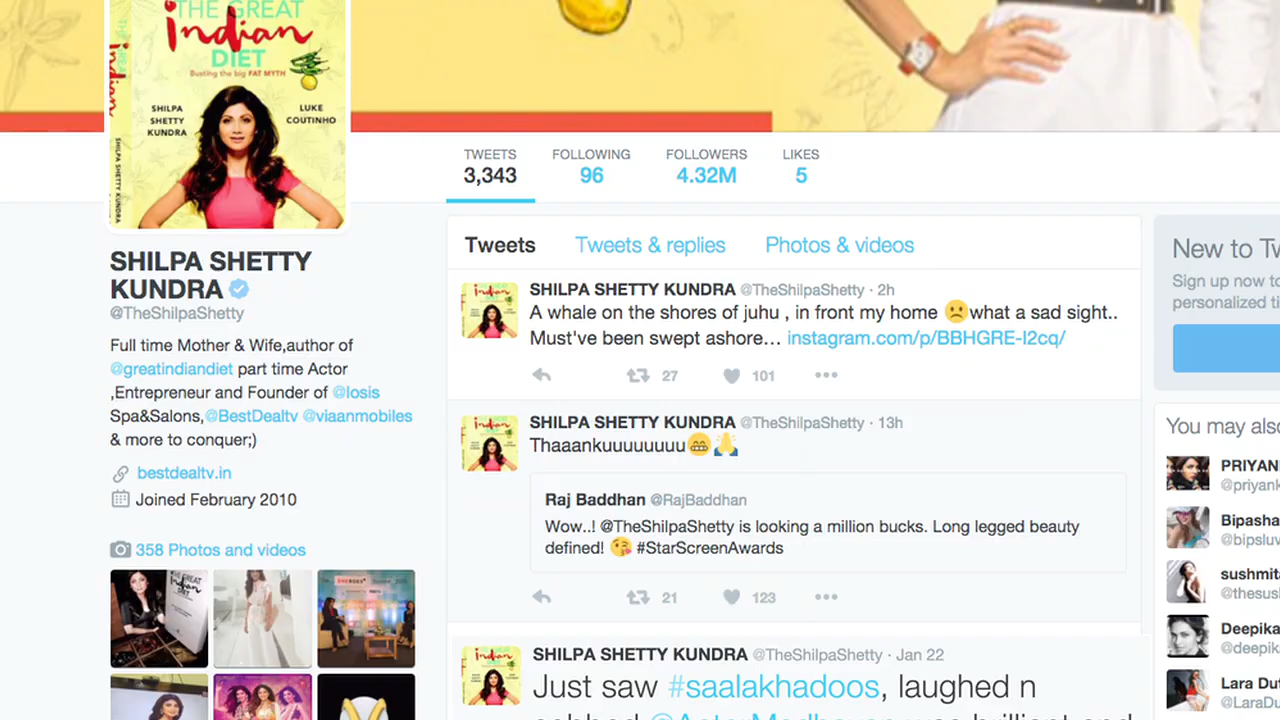 THE GREAT
Indian
DIET
Busting the big FAT MYTH
SHILPA
SHETTY
KUNDRA
LUKE
COUTINHO
SHILPA SHETTY KUNDRA
TWEETS
3,343
FOLLOWING
96
FOLLOWERS
4.32M
LIKES
5
SHILPA SHETTY
KUNDRA
@TheShilpaShetty
Full time Mother & Wife,author of
@greatindiandiet part time Actor
,Entrepreneur and Founder of @Iosis
Spa&Salons,@BestDealtv @viaanmobiles
& more to conquer;)
bestdealtv.in
Joined February 2010
358 Photos and videos
Tweets Tweets & replies Photos & videos
SHILPA SHETTY KUNDRA @TheShilpaShetty · 2h
A whale on the shores of juhu , in front my home ☹️what a sad sight..
Must've been swept ashore... instagram.com/p/BBHGRE-I2cq/
27 101
SHILPA SHETTY KUNDRA @TheShilpaShetty · 13h
Thaaankuuuuuuuu😁🙏
Raj Baddhan @RajBaddhan
Wow..! @TheShilpaShetty is looking a million bucks. Long legged beauty
defined! 😘 #StarScreenAwards
21 123
SHILPA SHETTY KUNDRA @TheShilpaShetty · Jan 22
Just saw #saalakhadoos, laughed n
New to Tw
Sign up now to
personalized ti
You may also
PRIYAN
@priyank
Bipasha
@bipsluv
sushmita
@thesus
Deepika
@deepik
Lara Dut
@LaraDu